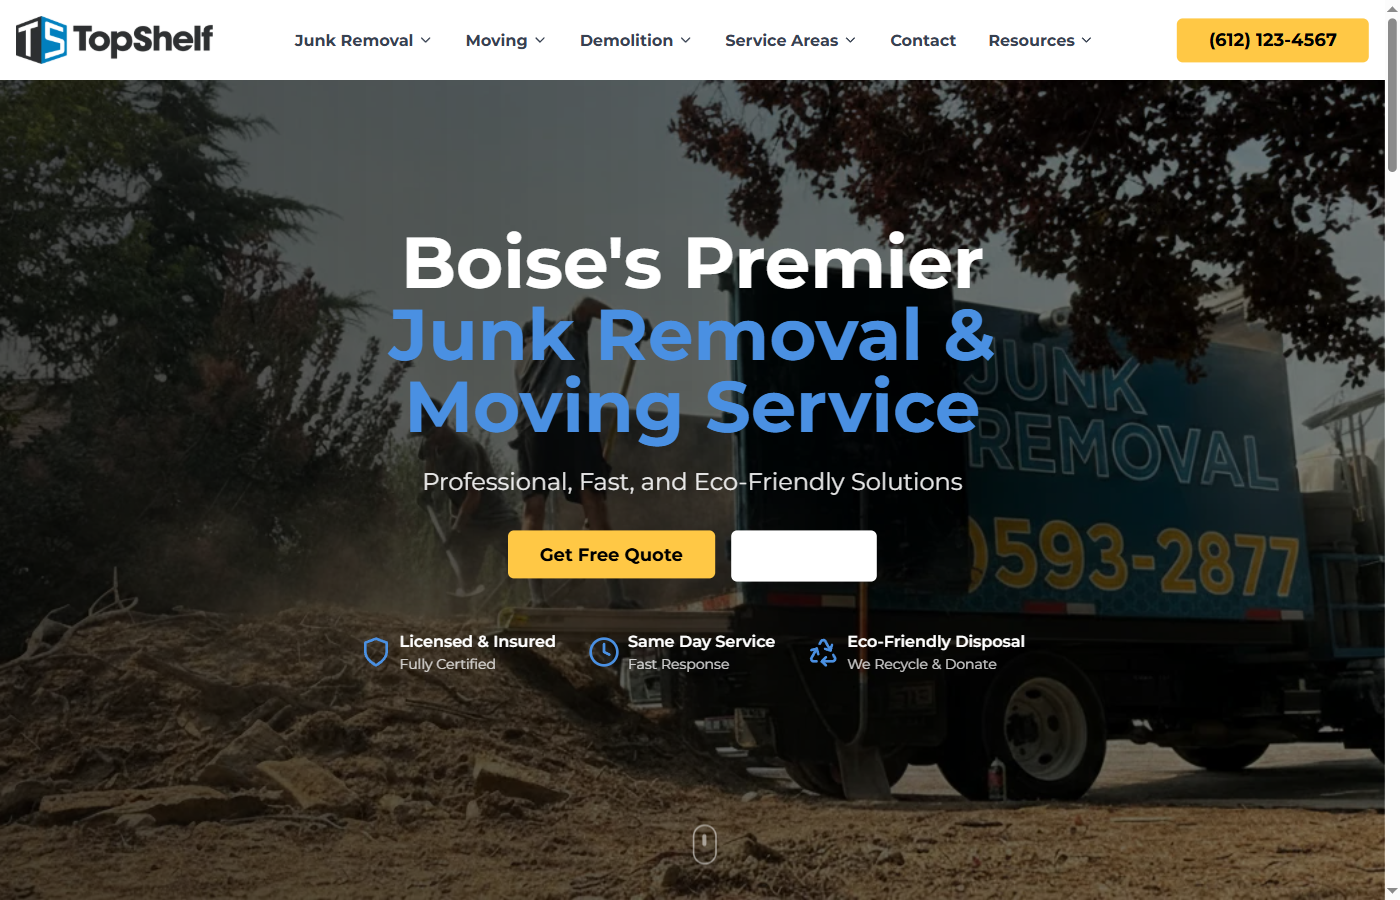 TS TopShelf
Junk Removal
Moving
Demolition
Service Areas
Contact
Resources
(612) 123-4567
Boise's Premier
Junk Removal &
Moving Service
Professional, Fast, and Eco-Friendly Solutions
Get Free Quote
Licensed & Insured
Fully Certified
Same Day Service
Fast Response
Eco-Friendly Disposal
We Recycle & Donate
JUNK
REMOVAL
)593-2877